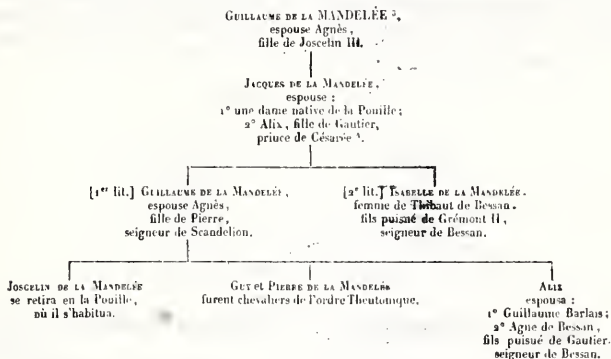 GUILLAUME DE LA MANDELÉE ³,
espouse Agnès,
fille de Joscelin III.
JACQUES DE LA MANDELÉE,
espouse :
1° une dame native de la Pouille;
2° Alix, fille de Gautier,
prince de Césarée ⁴.
[1er lit.] GUILLAUME DE LA MANDELÉE,
espouse Agnès,
fille de Pierre,
seigneur de Scandelion.
[2e lit.] ISABELLE DE LA MANDELÉE.
femme de Thibaut de Bessan.
fils puisné de Grémont II,
seigneur de Bessan.
JOSCELIN DE LA MANDELÉE
se retira en la Pouille,
où il s'habitua.
GUY et PIERRE DE LA MANDELÉE
furent chevaliers de l'ordre Theutonique.
ALIX
espousa :
1° Guillaume Barlais;
2° Agne de Bessan,
fils puisné de Gautier.
seigneur de Bessan.